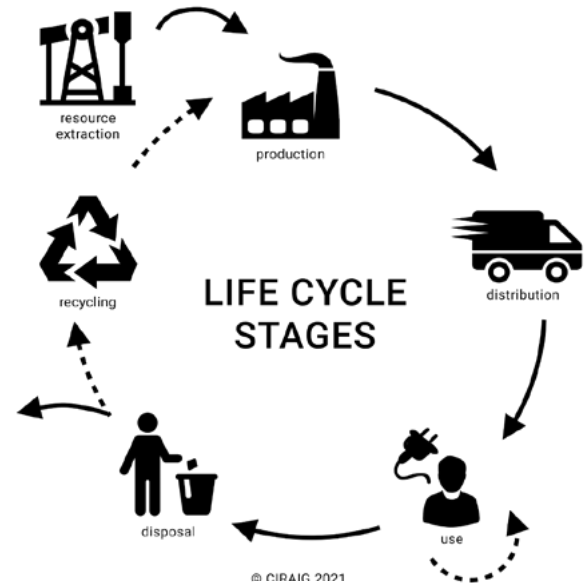 resource
extraction
production
recycling
LIFE CYCLE
STAGES
distribution
disposal
use
© CIRAIG 2021